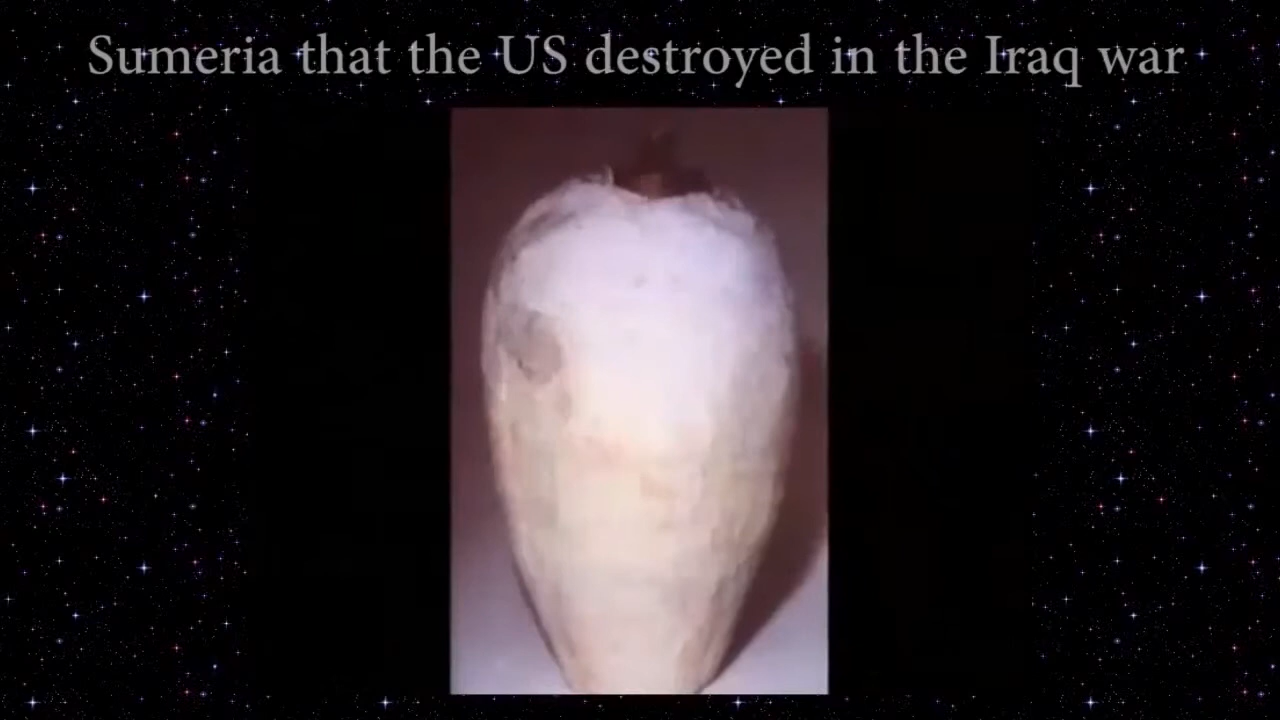 Sumeria that the US destroyed in the Iraq war